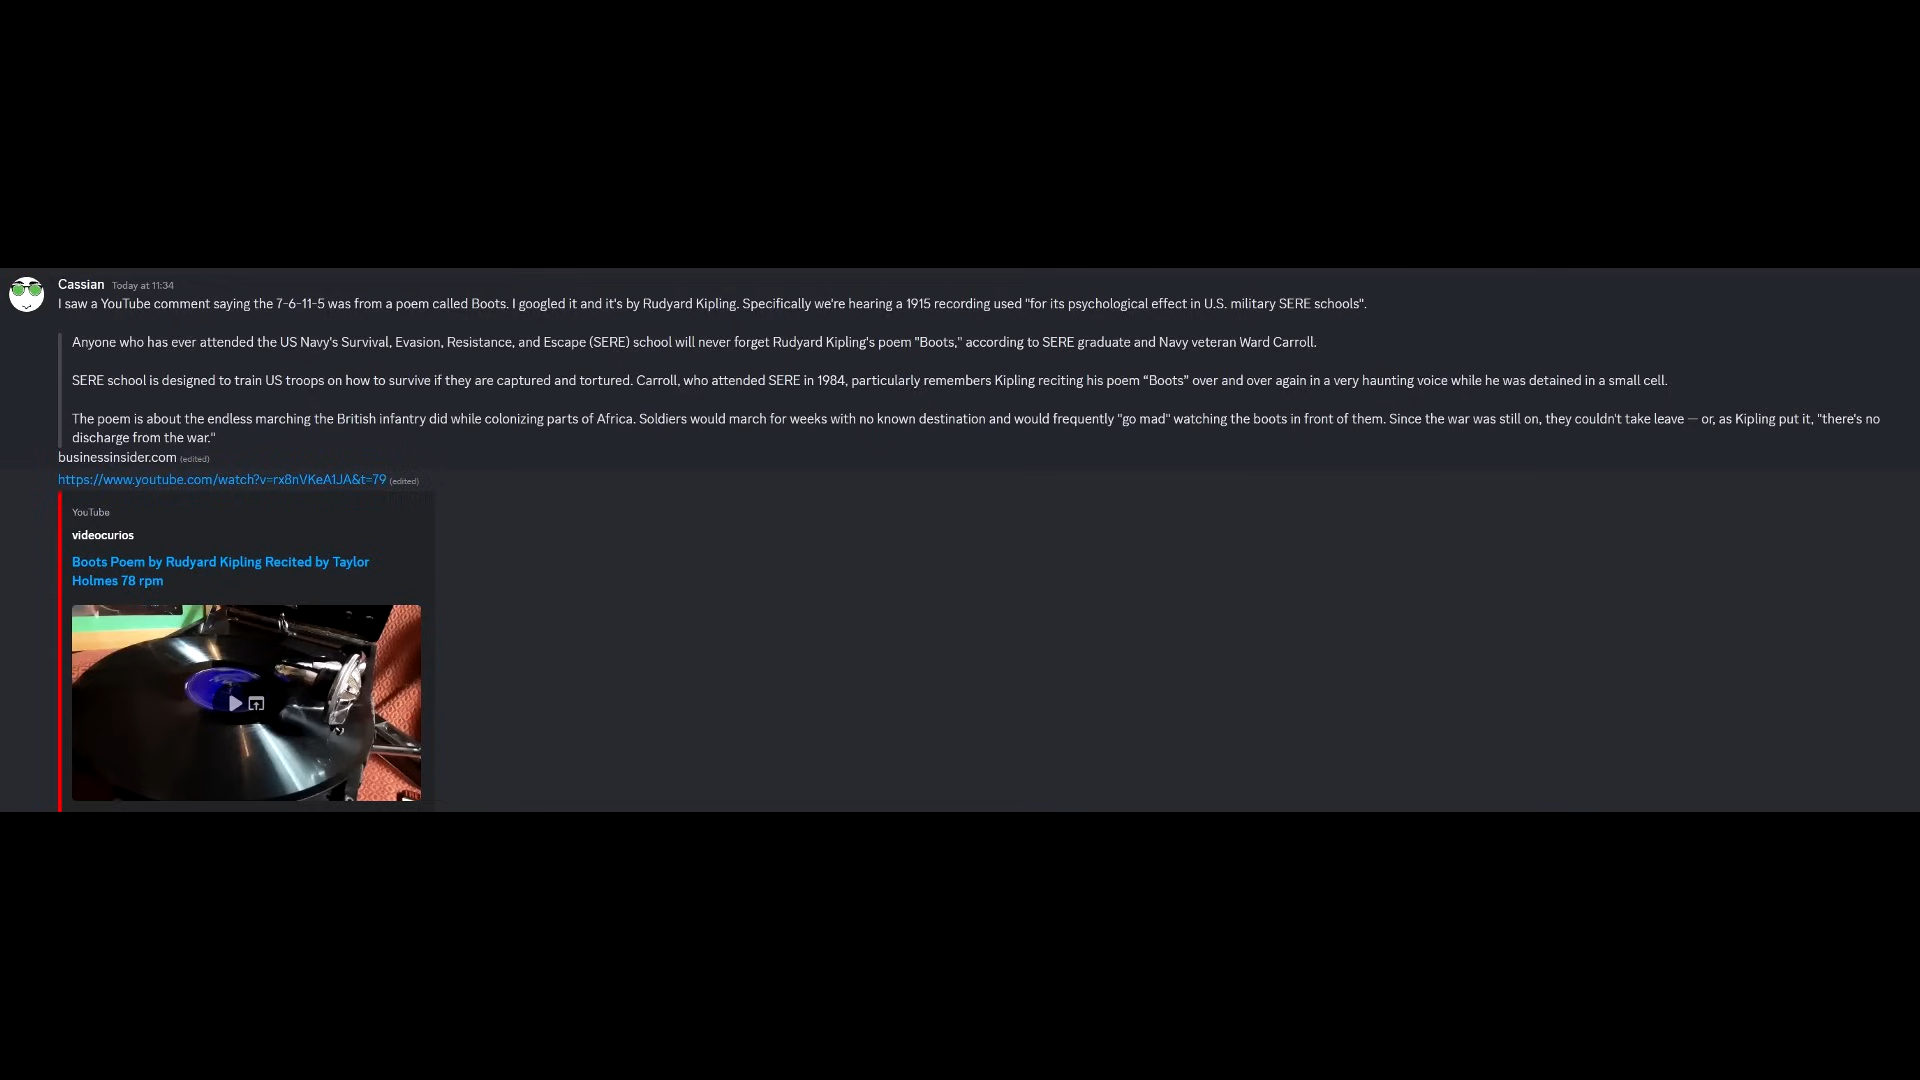 Cassian Today at 11:34
I saw a YouTube comment saying the 7-6-11-5 was from a poem called Boots. I googled it and it's by Rudyard Kipling. Specifically we're hearing a 1915 recording used "for its psychological effect in U.S. military SERE schools".
Anyone who has ever attended the US Navy's Survival, Evasion, Resistance, and Escape (SERE) school will never forget Rudyard Kipling's poem "Boots," according to SERE graduate and Navy veteran Ward Carroll.
SERE school is designed to train US troops on how to survive if they are captured and tortured. Carroll, who attended SERE in 1984, particularly remembers Kipling reciting his poem “Boots” over and over again in a very haunting voice while he was detained in a small cell.
The poem is about the endless marching the British infantry did while colonizing parts of Africa. Soldiers would march for weeks with no known destination and would frequently "go mad" watching the boots in front of them. Since the war was still on, they couldn't take leave — or, as Kipling put it, "there's no
discharge from the war."
businessinsider.com (edited)
https://www.youtube.com/watch?v=rx8nVKeA1JA&t=79 (edited)
YouTube
videocurios
Boots Poem by Rudyard Kipling Recited by Taylor
Holmes 78 rpm